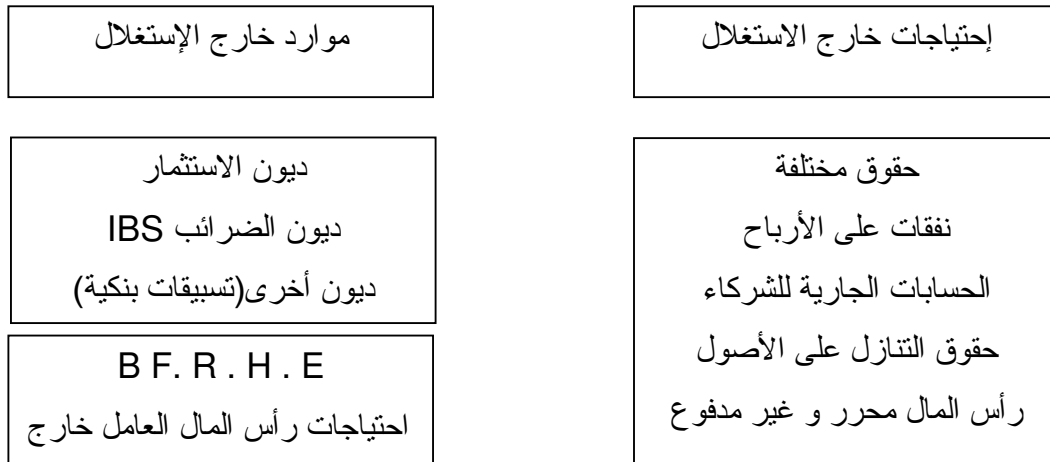 إحتياجات خارج الاستغلال
موارد خارج الإستغلال
حقوق مختلفة
نفقات على الأرباح
الحسابات الجارية للشركاء
حقوق التنازل على الأصول
رأس المال محرر و غير مدفوع
ديون الاستثمار
ديون الضرائب IBS
ديون أخرى(تسبيقات بنكية)
B F. R . H . E
احتياجات رأس المال العامل خارج